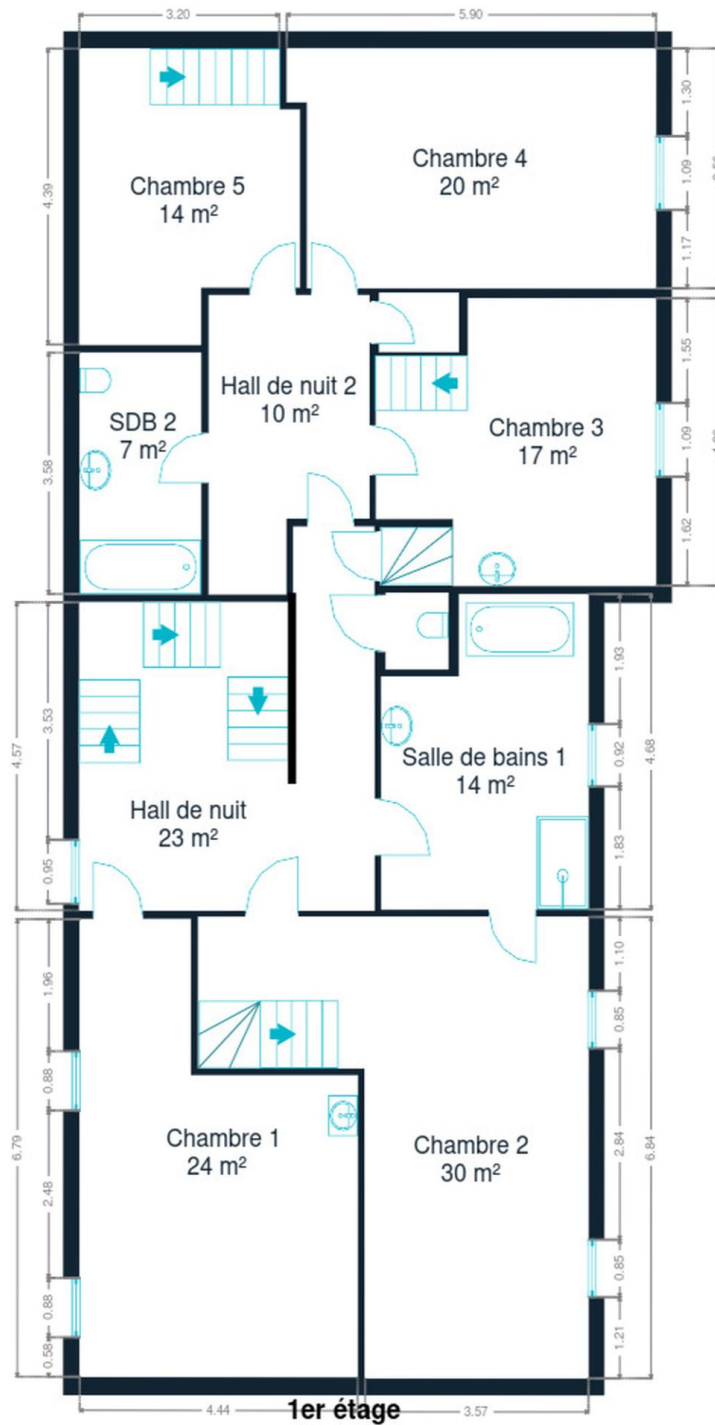 3.20
5.90
4.39
Chambre 5
14 m²
Chambre 4
20 m²
1.30
1.09
1.17
Hall de nuit 2
10 m²
SDB 2
7 m²
3.58
Chambre 3
17 m²
1.55
1.09
1.62
4.57
3.53
0.95
Hall de nuit
23 m²
Salle de bains 1
14 m²
1.93
0.92
1.83
4.68
6.79
1.96
0.88
2.48
0.88
0.58
Chambre 1
24 m²
Chambre 2
30 m²
1.10
0.85
2.84
0.85
1.21
6.84
4.44
1er étage
3.57